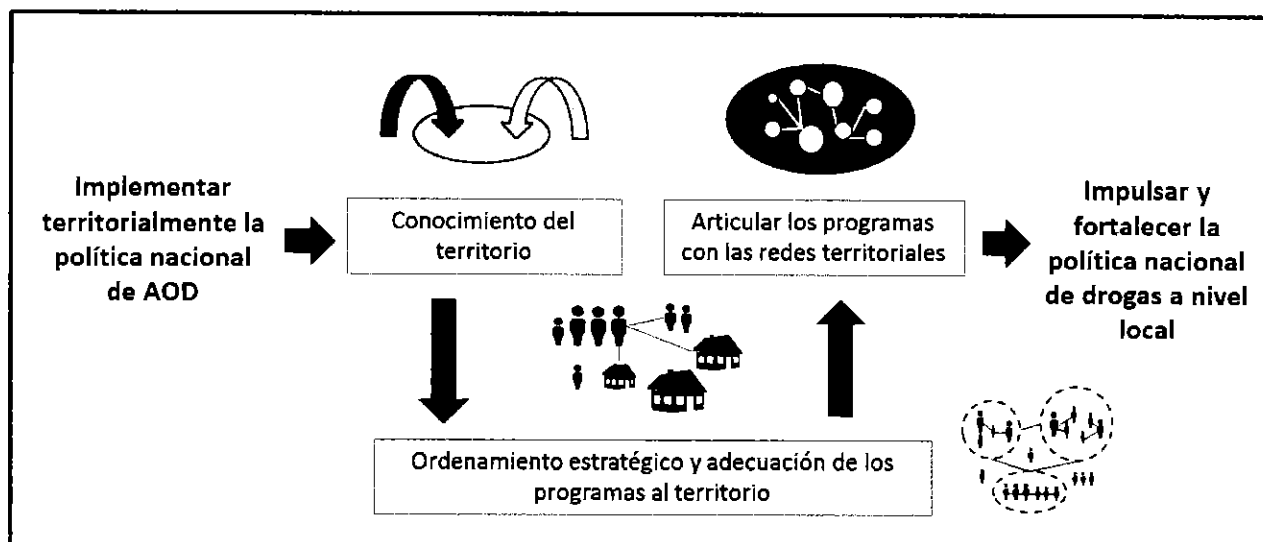 Implementar
territorialmente la
política nacional
de AOD
Conocimiento del
territorio
Articular los programas
con las redes territoriales
Impulsar y
fortalecer la
política nacional
de drogas a nivel
local
Ordenamiento estratégico y adecuación de los
programas al territorio